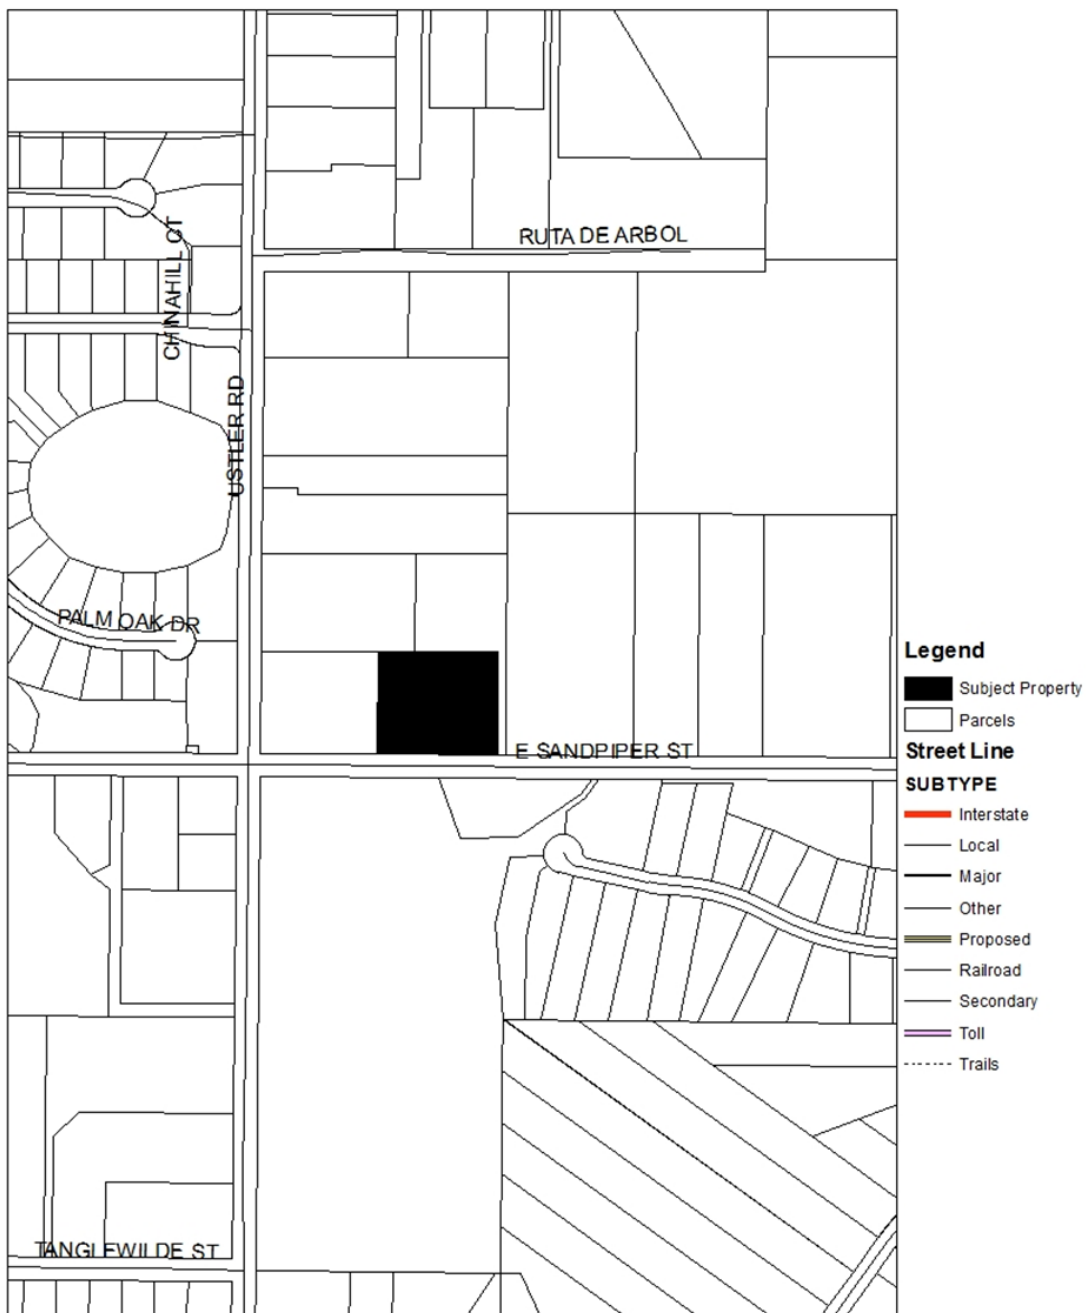 RUTA DE ARBOL
CHINAHILL CT
USTLER RD
PALM OAK DR
E SANDPIPER ST
TANGLEWILDE ST
Legend
Subject Property
Parcels
Street Line
SUBTYPE
Interstate
Local
Major
Other
Proposed
Railroad
Secondary
Toll
Trails